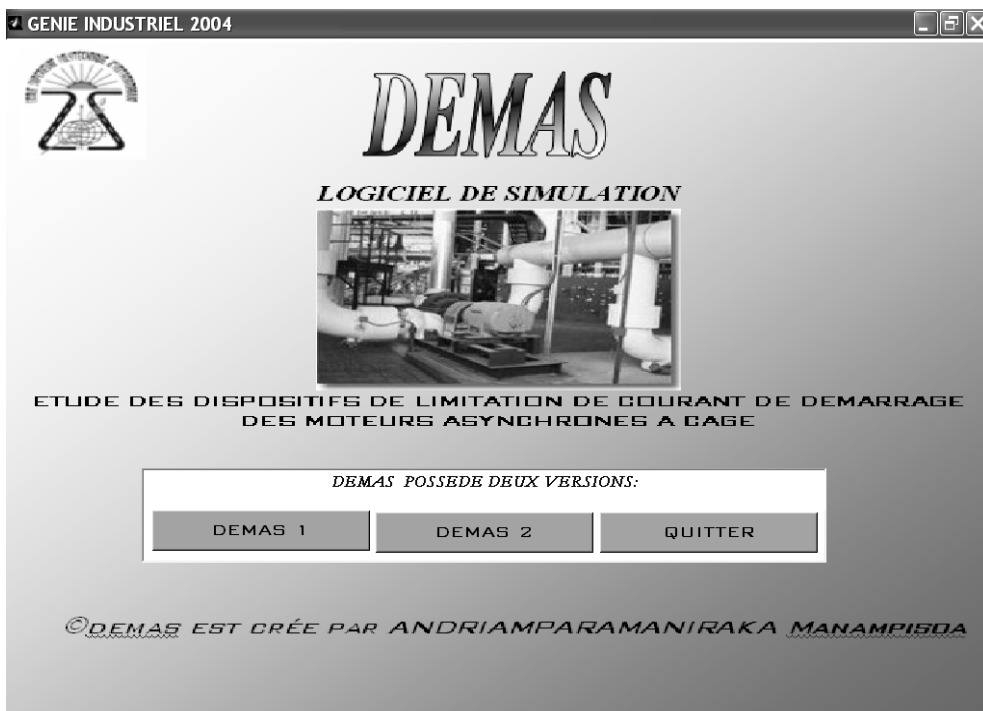 GENIE INDUSTRIEL 2004
DEMAS
LOGICIEL DE SIMULATION
ETUDE DES DISPOSITIFS DE LIMITATION DE COURANT DE DEMARRAGE
DES MOTEURS ASYNCHRONES A CAGE
DEMAS POSSEDE DEUX VERSIONS:
DEMAS 1
DEMAS 2
QUITTER
©DEMAS EST CRÉE PAR ANDRIAMPARAMANIRAKA MANAMPISOA